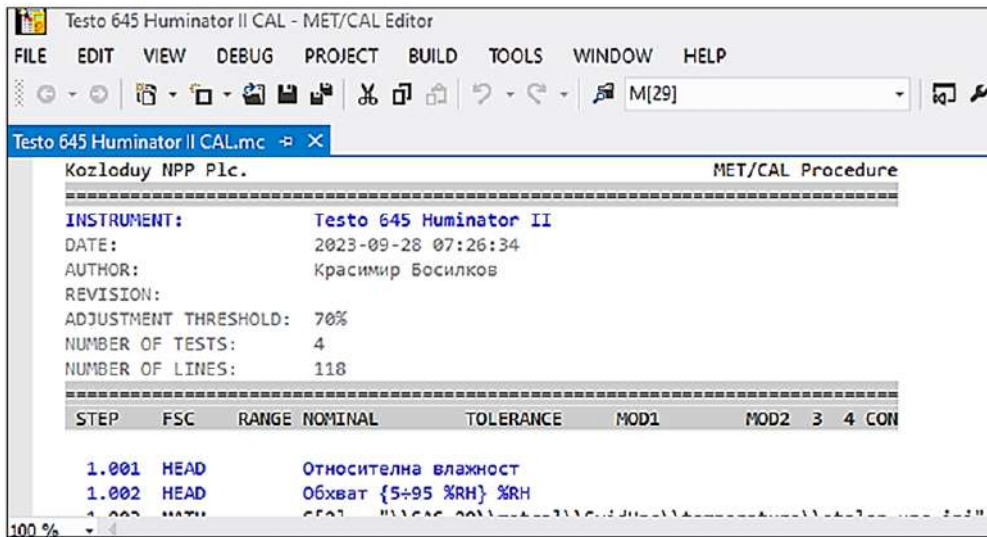 Testo 645 Huminator II CAL - MET/CAL Editor
FILE EDIT VIEW DEBUG PROJECT BUILD TOOLS WINDOW HELP
M[29]
Testo 645 Huminator II CAL.mc
Kozloduy NPP Plc. MET/CAL Procedure
INSTRUMENT: Testo 645 Huminator II
DATE: 2023-09-28 07:26:34
AUTHOR: Красимир Босилков
REVISION:
ADJUSTMENT THRESHOLD: 70%
NUMBER OF TESTS: 4
NUMBER OF LINES: 118
STEP FSC RANGE NOMINAL TOLERANCE MOD1 MOD2 3 4 CON
1.001 HEAD Относителна влажност
1.002 HEAD Обхват {5÷95 %RH} %RH
1.003 MATH
100 %